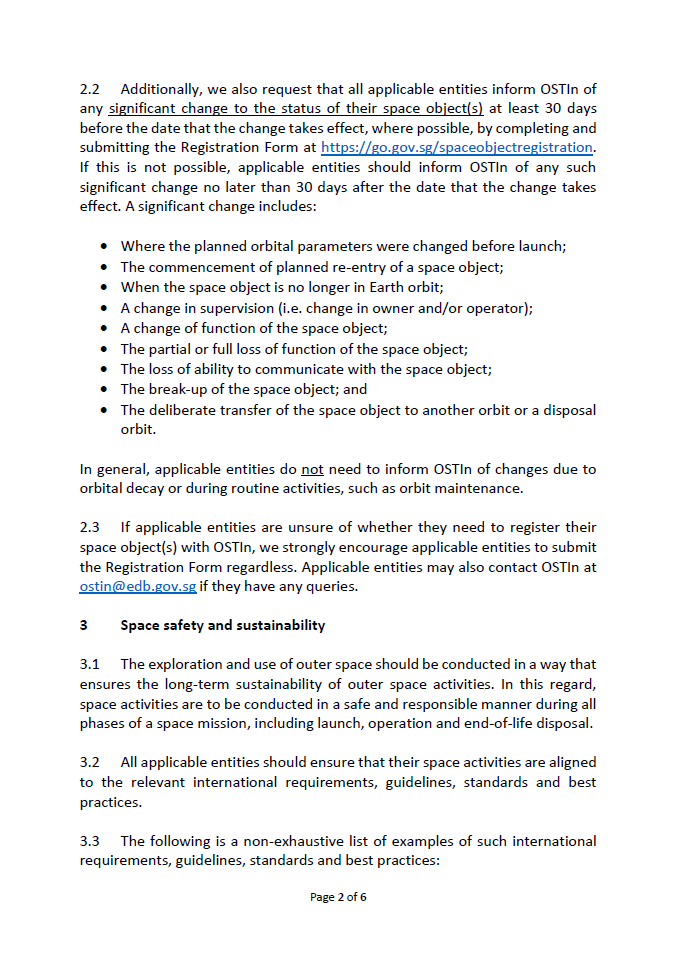 2.2 Additionally, we also request that all applicable entities inform OSTIn of
any significant change to the status of their space object(s) at least 30 days
before the date that the change takes effect, where possible, by completing and
submitting the Registration Form at https://go.gov.sg/spaceobjectregistration.
If this is not possible, applicable entities should inform OSTIn of any such
significant change no later than 30 days after the date that the change takes
effect. A significant change includes:
• Where the planned orbital parameters were changed before launch;
• The commencement of planned re-entry of a space object;
• When the space object is no longer in Earth orbit;
• A change in supervision (i.e. change in owner and/or operator);
• A change of function of the space object;
• The partial or full loss of function of the space object;
• The loss of ability to communicate with the space object;
• The break-up of the space object; and
• The deliberate transfer of the space object to another orbit or a disposal
orbit.
In general, applicable entities do not need to inform OSTIn of changes due to
orbital decay or during routine activities, such as orbit maintenance.
2.3 If applicable entities are unsure of whether they need to register their
space object(s) with OSTIn, we strongly encourage applicable entities to submit
the Registration Form regardless. Applicable entities may also contact OSTIn at
ostin@edb.gov.sg if they have any queries.
3 Space safety and sustainability
3.1 The exploration and use of outer space should be conducted in a way that
ensures the long-term sustainability of outer space activities. In this regard,
space activities are to be conducted in a safe and responsible manner during all
phases of a space mission, including launch, operation and end-of-life disposal.
3.2 All applicable entities should ensure that their space activities are aligned
to the relevant international requirements, guidelines, standards and best
practices.
3.3 The following is a non-exhaustive list of examples of such international
requirements, guidelines, standards and best practices:
Page 2 of 6